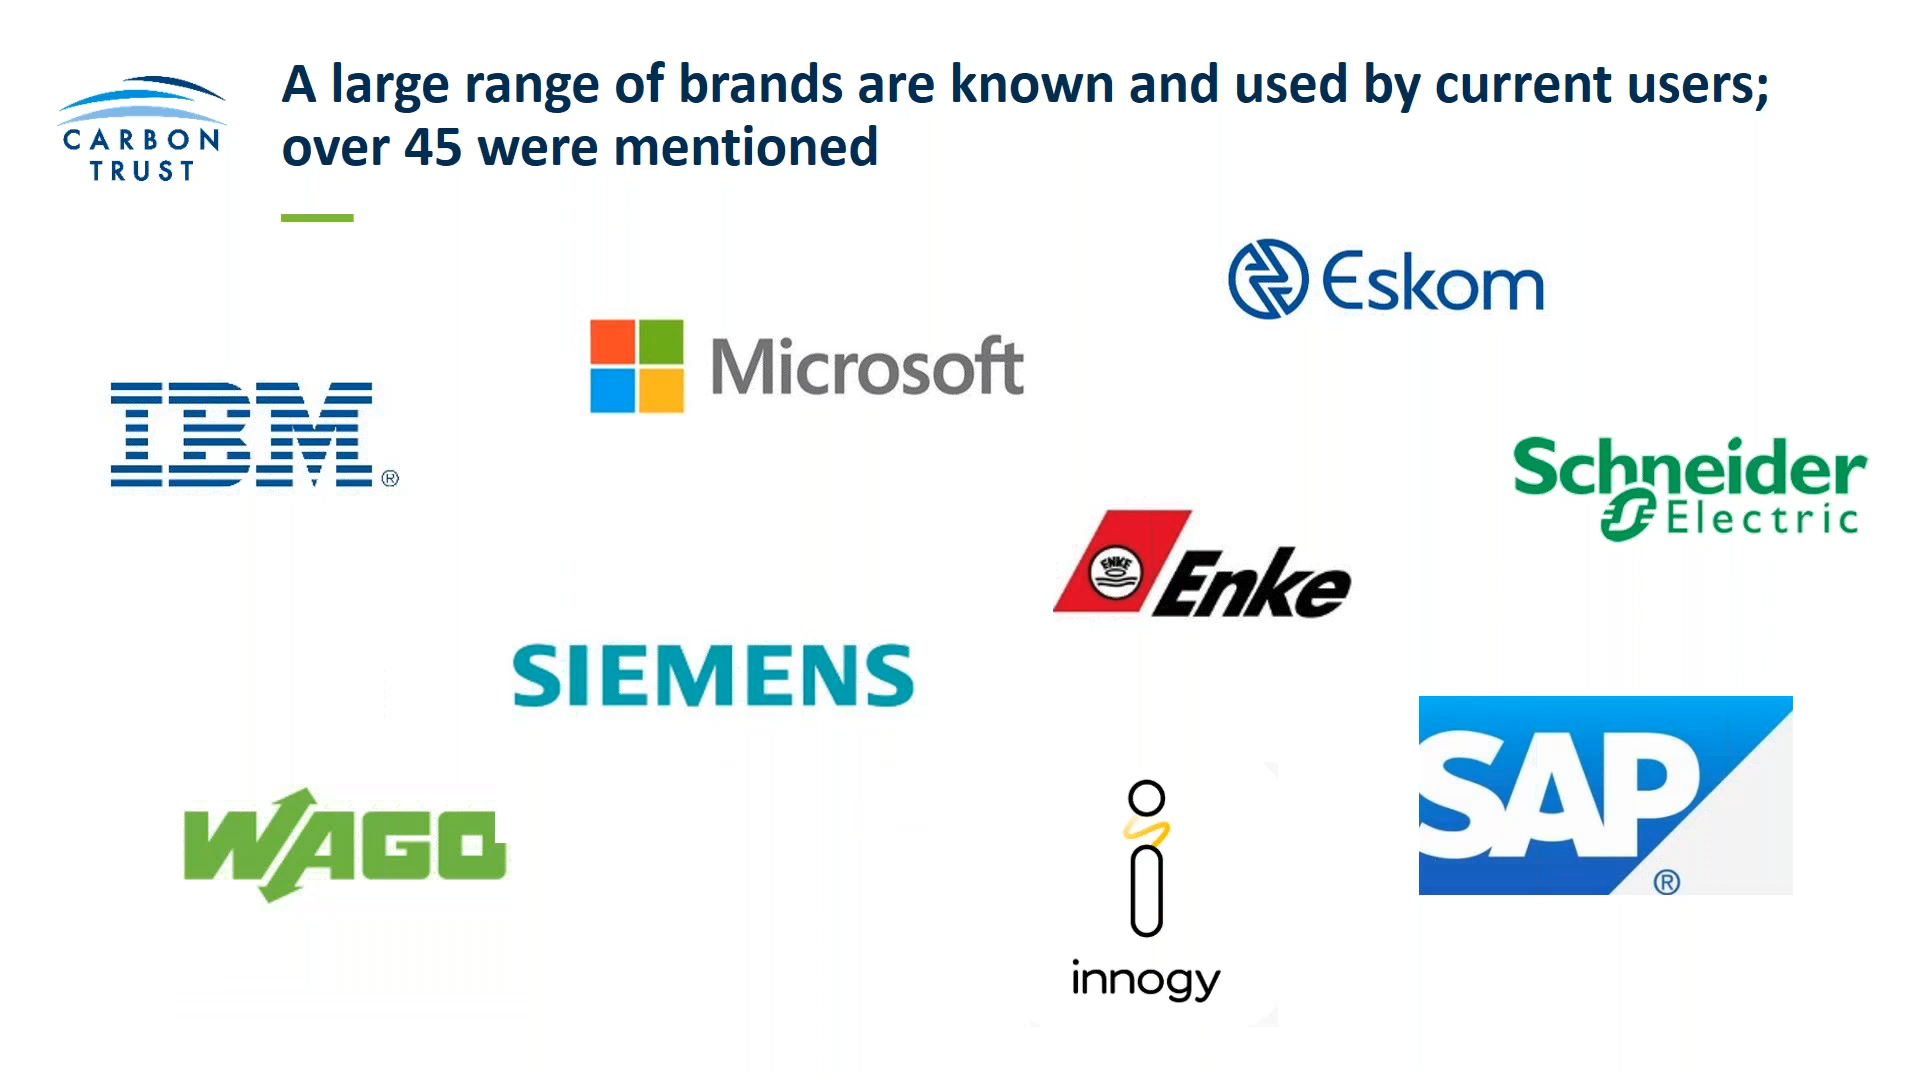 CARBON
TRUST
A large range of brands are known and used by current users;
over 45 were mentioned
Eskom
Microsoft
IBM®
Schneider
Electric
ENKE
Enke
SIEMENS
SAP
®
WAGO
innogy